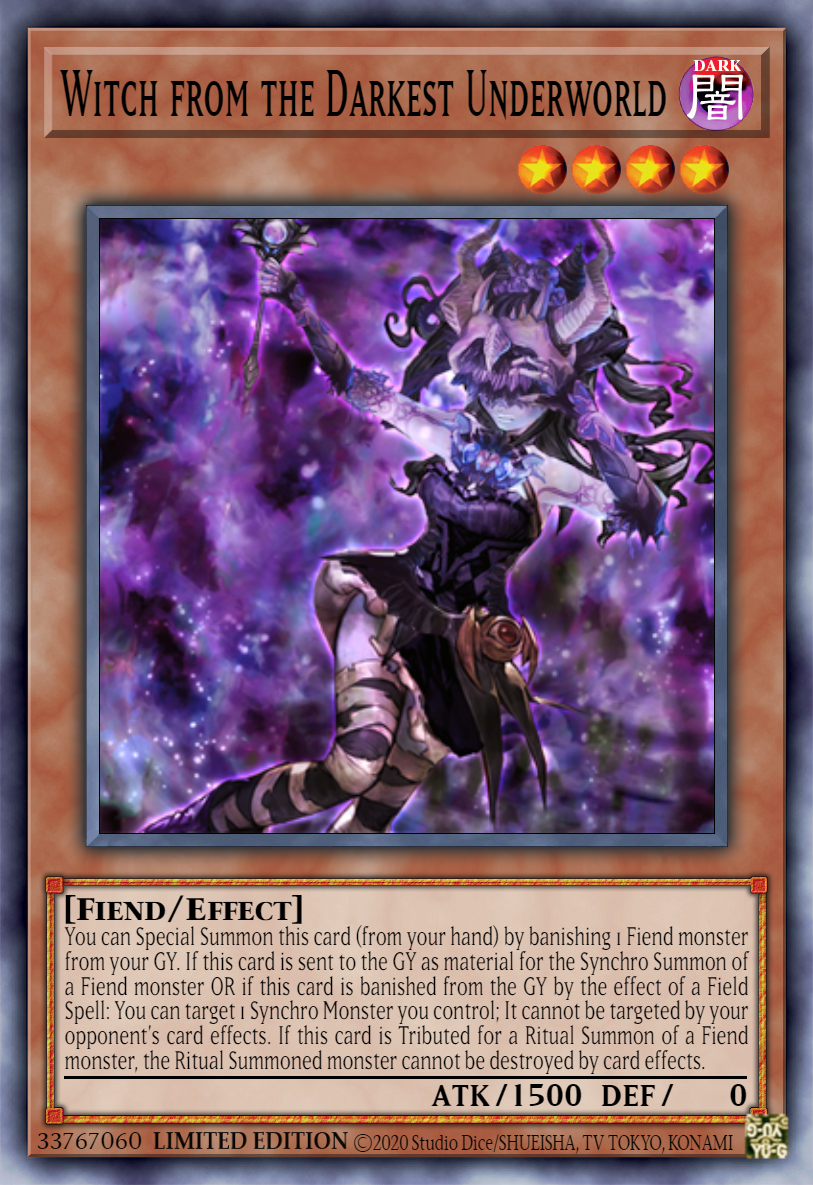 Witch from the Darkest Underworld
DARK
闇
[Fiend/Effect]
You can Special Summon this card (from your hand) by banishing 1 Fiend monster
from your GY. If this card is sent to the GY as material for the Synchro Summon of
a Fiend monster OR if this card is banished from the GY by the effect of a Field
Spell: You can target 1 Synchro Monster you control; It cannot be targeted by your
opponent's card effects. If this card is Tributed for a Ritual Summon of a Fiend
monster, the Ritual Summoned monster cannot be destroyed by card effects.
ATK/1500 DEF/ 0
33767060 LIMITED EDITION ©2020 Studio Dice/SHUEISHA, TV TOKYO, KONAMI